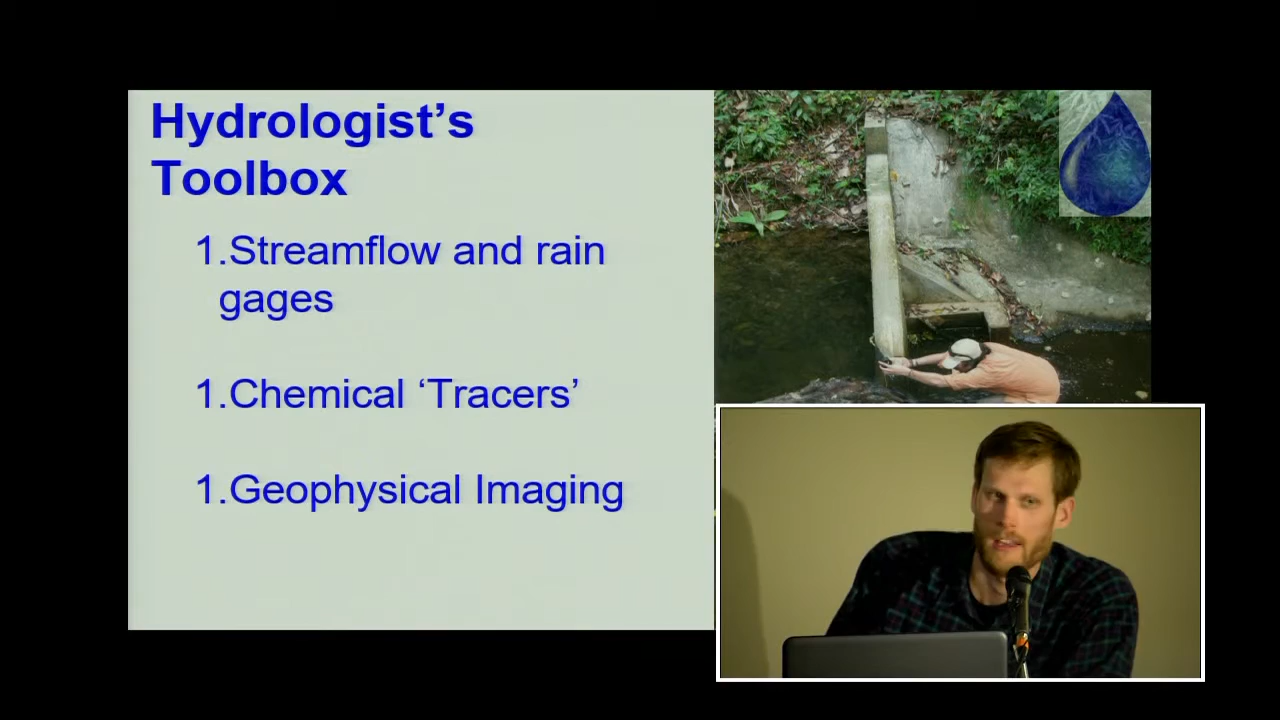 Hydrologist’s
Toolbox
1.Streamflow and rain
gages
1.Chemical ‘Tracers’
1.Geophysical Imaging